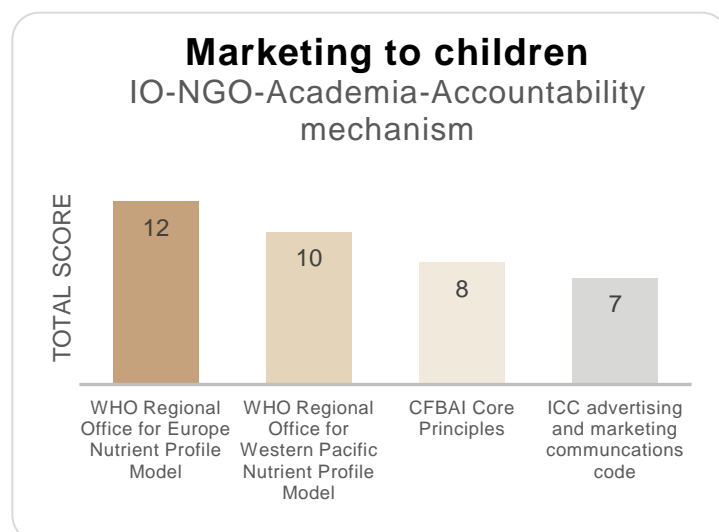 Marketing to children
IO-NGO-Academia-Accountability
mechanism
TOTAL SCORE
12
10
8
7
WHO Regional
Office for Europe
Nutrient Profile
Model
WHO Regional
Office for
Western Pacific
Nutrient Profile
Model
CFBAI Core
Principles
ICC advertising
and marketing
communcations
code